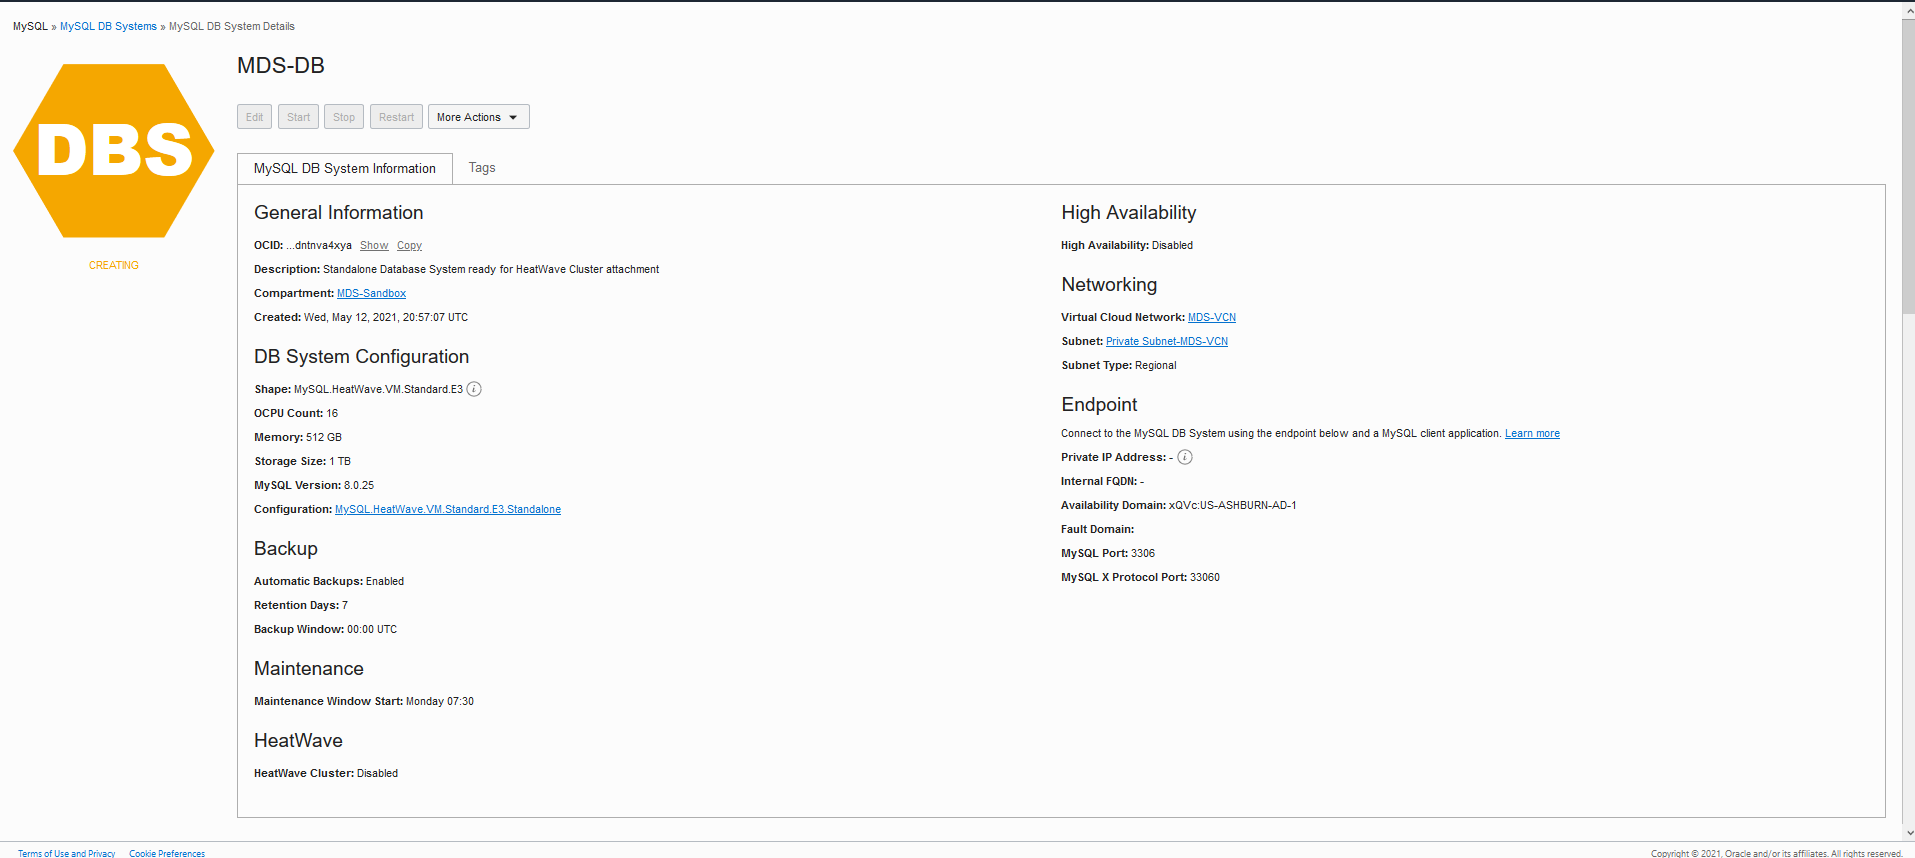 MySQL » MySQL DB Systems » MySQL DB System Details
DBS
CREATING
MDS-DB
Edit Start Stop Restart More Actions
MySQL DB System Information Tags
General Information
OCID: ...dntnva4xya Show Copy
Description: Standalone Database System ready for HeatWave Cluster attachment
Compartment: MDS-Sandbox
Created: Wed, May 12, 2021, 20:57:07 UTC
DB System Configuration
Shape: MySQL.HeatWave.VM.Standard.E3 i
OCPU Count: 16
Memory: 512 GB
Storage Size: 1 TB
MySQL Version: 8.0.25
Configuration: MySQL.HeatWave.VM.Standard.E3.Standalone
Backup
Automatic Backups: Enabled
Retention Days: 7
Backup Window: 00:00 UTC
Maintenance
Maintenance Window Start: Monday 07:30
HeatWave
HeatWave Cluster: Disabled
High Availability
High Availability: Disabled
Networking
Virtual Cloud Network: MDS-VCN
Subnet: Private Subnet-MDS-VCN
Subnet Type: Regional
Endpoint
Connect to the MySQL DB System using the endpoint below and a MySQL client application. Learn more
Private IP Address: - i
Internal FQDN: -
Availability Domain: xQVc:US-ASHBURN-AD-1
Fault Domain:
MySQL Port: 3306
MySQL X Protocol Port: 33060
Terms of Use and Privacy Cookie Preferences
Copyright © 2021, Oracle and/or its affiliates. All rights reserved.